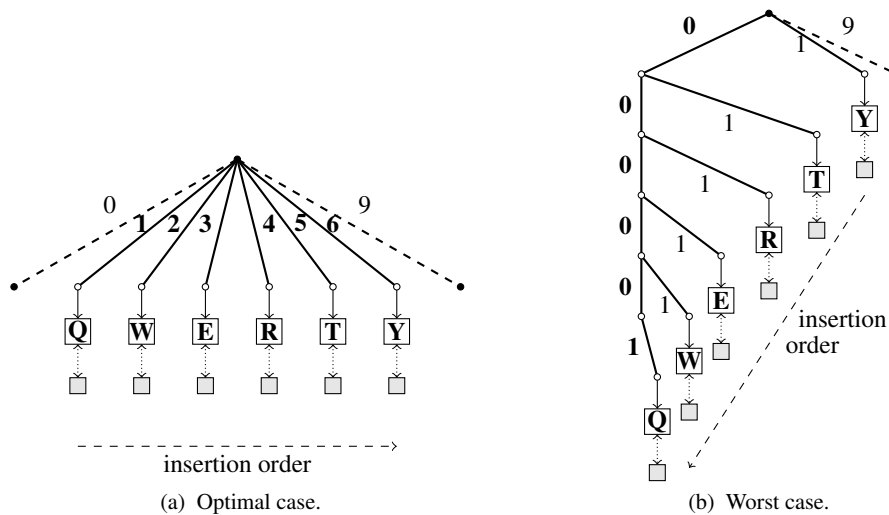 0 1 2 3 4 5 6 9
Q W E R T Y
insertion order
(a) Optimal case.
0 1 9
0 1 Y
0 1 T
0 1 R
0 1 E
1 W
Q
insertion
order
(b) Worst case.